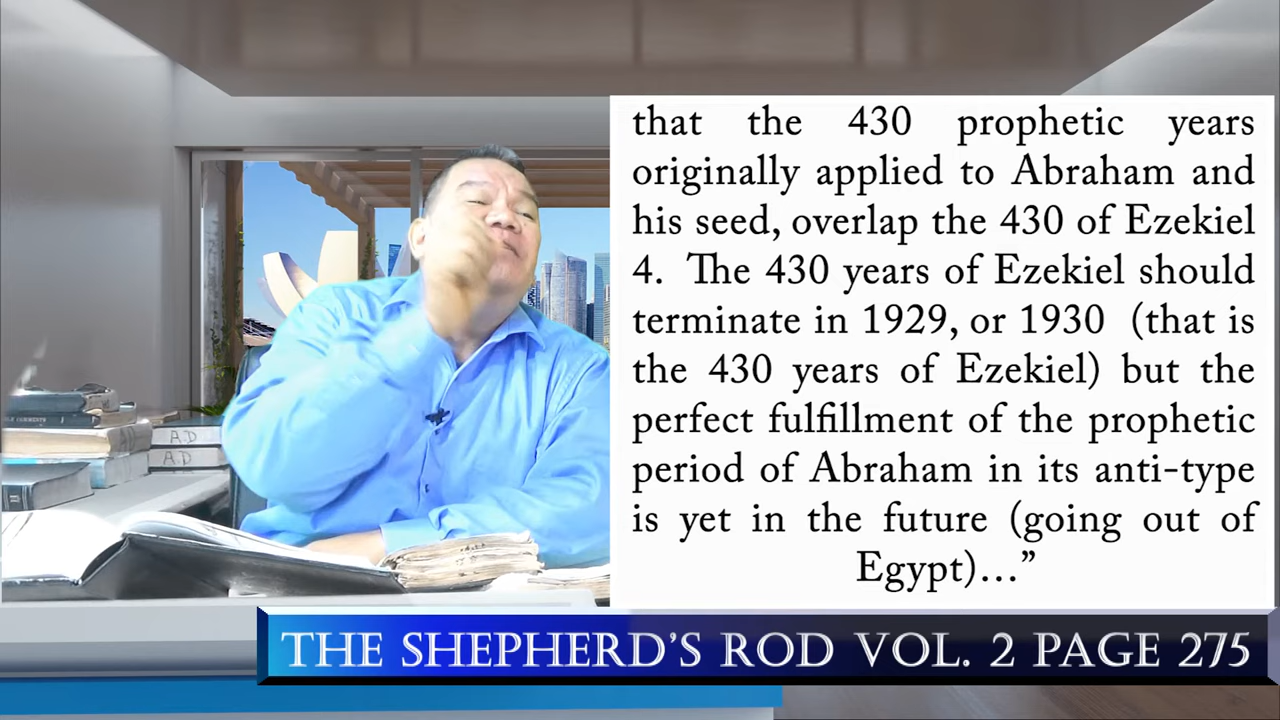 that the 430 prophetic years
originally applied to Abraham and
his seed, overlap the 430 of Ezekiel
4. The 430 years of Ezekiel should
terminate in 1929, or 1930 (that is
the 430 years of Ezekiel) but the
perfect fulfillment of the prophetic
period of Abraham in its anti-type
is yet in the future (going out of
Egypt)...”
A.D
A.D
THE SHEPHERD’S ROD VOL. 2 PAGE 275